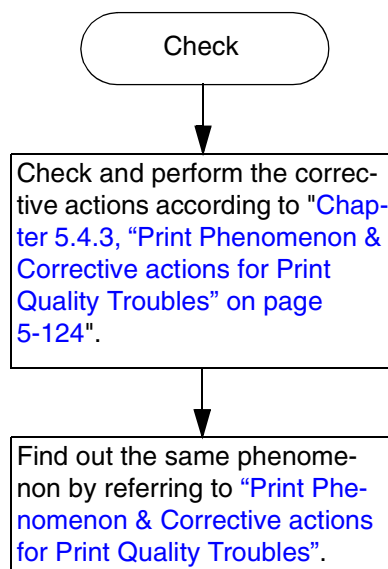 Check
Check and perform the correc-
tive actions according to "Chap-
ter 5.4.3, “Print Phenomenon &
Corrective actions for Print
Quality Troubles” on page
5-124".
Find out the same phenome-
non by referring to “Print Phe-
nomenon & Corrective actions
for Print Quality Troubles”.